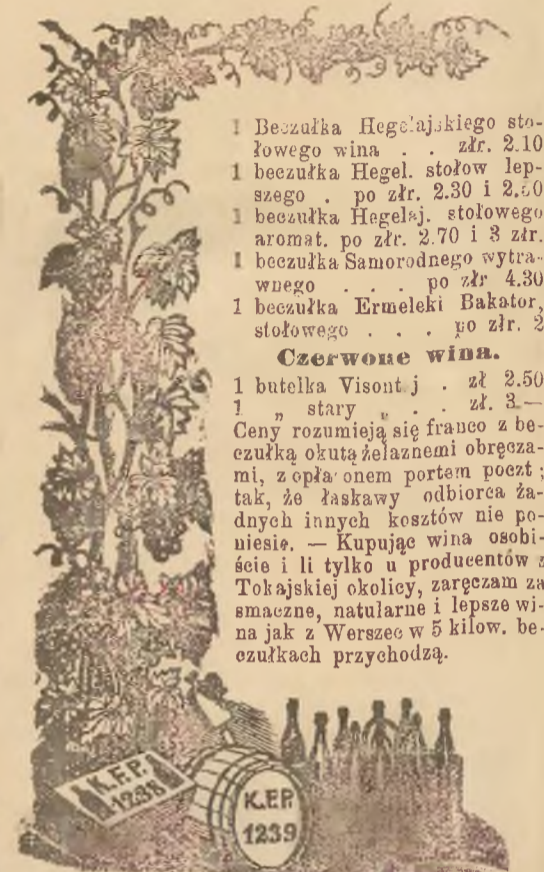 1 Beczułka Hegelajskiego sto-
łowego wina . . złr. 2.10
1 beczułka Hegel. stołow lep-
szego . po złr. 2.30 i 2.50
1 beczułka Hegelaj. stołowego
aromat. po złr. 2.70 i 3 złr.
1 beczułka Samorodnego wytra-
wnego . . . po złr 4.30
1 beczułka Ermeleki Bakator,
stołowego . . . po złr. 2
Czerwone wina.
1 butelka Visont j . zł 2.50
1 „ stary „ . . zł. 3.—
Ceny rozumieją się franco z be-
czułką okutą żelaznemi obręcza-
mi, z opła onem portem poczt ;
tak, że łaskawy odbiorca ża-
dnych innych kosztów nie po-
niesie. — Kupując wina osobi-
ście i li tylko u producentów z
Tokajskiej okolicy, zaręczam za
smaczne, natularne i lepsze wi-
na jak z Werszec w 5 kilow. be-
czułkach przychodzą.
K.F.P.
1238
K.F.P.
1239